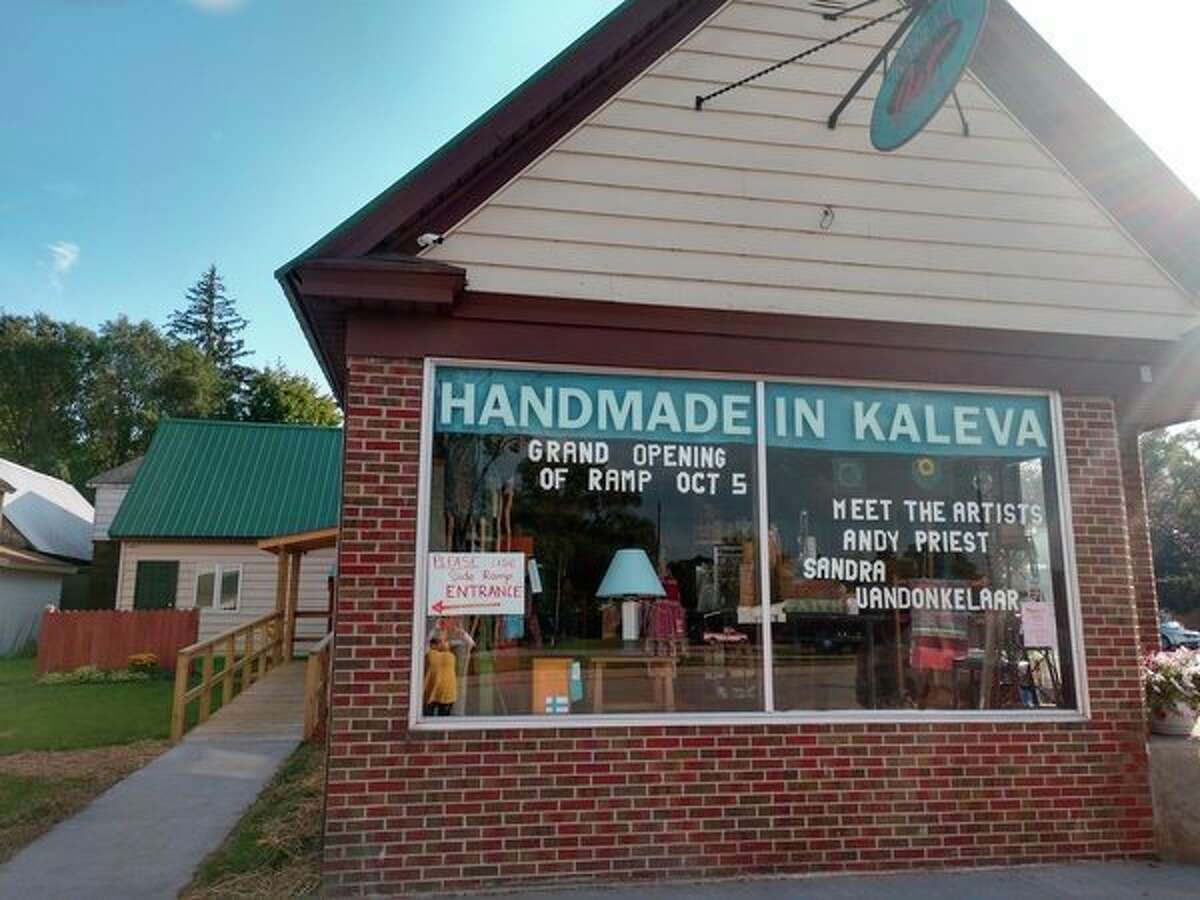 HANDMADE IN KALEVA
GRAND OPENING
OF RAMP OCT 5
MEET THE ARTISTS
ANDY PRIEST
SANDRA
VANDONKELAAR
PLEASE USE
Side Ramp
ENTRANCE